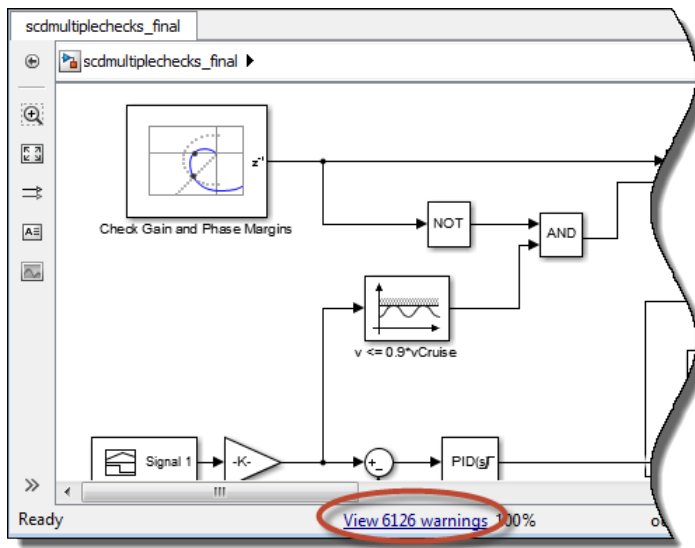 scdmultiplechecks_final
scdmultiplechecks_final
z⁻¹
Check Gain and Phase Margins
NOT
AND
v <= 0.9*vCruise
Signal 1
-K-
PID(s)
Ready
View 6126 warnings 100%